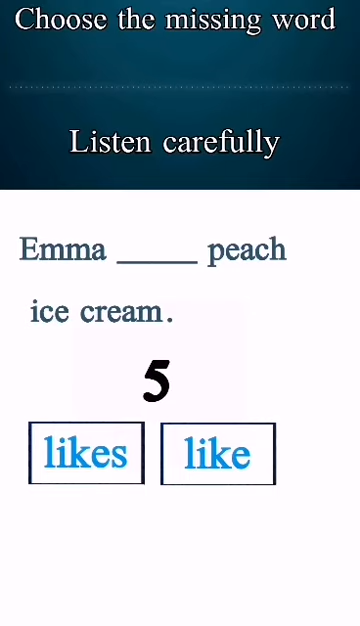 Choose the missing word
Listen carefully
Emma _____ peach
ice cream.
5
likes like